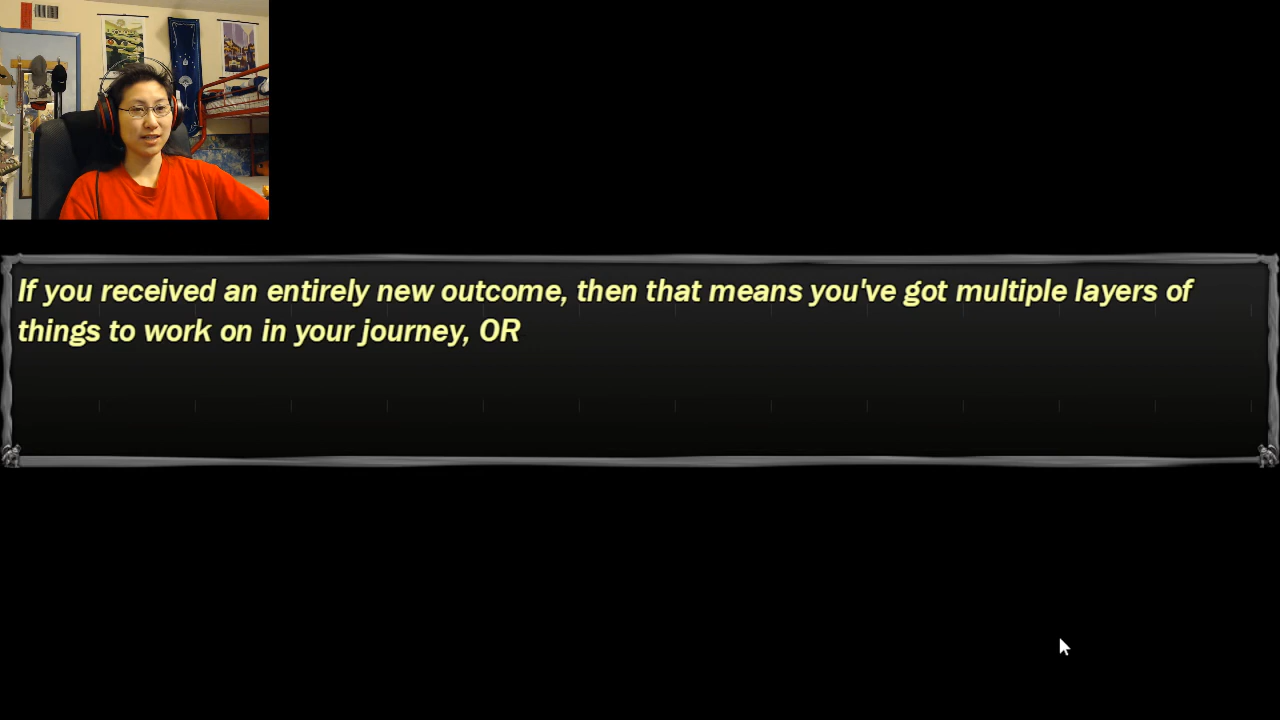 If you received an entirely new outcome, then that means you've got multiple layers of
things to work on in your journey, OR